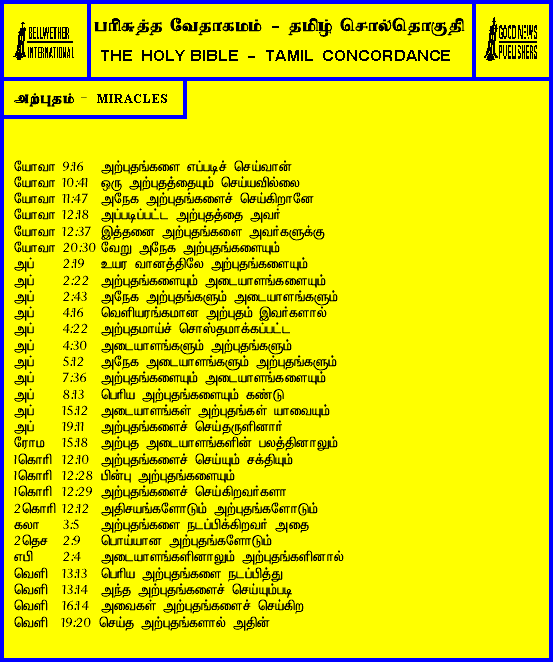 BELLWETHER
INTERNATIONAL
பரிசுத்த வேதாகமம் - தமிழ் சொல்தொகுதி
THE HOLY BIBLE - TAMIL CONCORDANCE
GOOD NEWS
PUBLISHERS
அற்புதம் - MIRACLES
யோவா 9:16 அற்புதங்களை எப்படிச் செய்வான்
யோவா 10:41 ஒரு அற்புதத்தையும் செய்யவில்லை
யோவா 11:47 அநேக அற்புதங்களைச் செய்கிறானே
யோவா 12:18 அப்படிப்பட்ட அற்புதத்தை அவர்
யோவா 12:37 இத்தனை அற்புதங்களை அவர்களுக்கு
யோவா 20:30 வேறு அநேக அற்புதங்களையும்
அப் 2:19 உயர வானத்திலே அற்புதங்களையும்
அப் 2:22 அற்புதங்களையும் அடையாளங்களையும்
அப் 2:43 அநேக அற்புதங்களும் அடையாளங்களும்
அப் 4:16 வெளியரங்கமான அற்புதம் இவர்களால்
அப் 4:22 அற்புதமாய்ச் சொஸ்தமாக்கப்பட்ட
அப் 4:30 அடையாளங்களும் அற்புதங்களும்
அப் 5:12 அநேக அடையாளங்களும் அற்புதங்களும்
அப் 7:36 அற்புதங்களையும் அடையாளங்களையும்
அப் 8:13 பெரிய அற்புதங்களையும் கண்டு
அப் 15:12 அடையாளங்கள் அற்புதங்கள் யாவையும்
அப் 19:11 அற்புதங்களைச் செய்தருளினார்
ரோம 15:18 அற்புத அடையாளங்களின் பலத்தினாலும்
1கொரி 12:10 அற்புதங்களைச் செய்யும் சக்தியும்
1கொரி 12:28 பின்பு அற்புதங்களையும்
1கொரி 12:29 அற்புதங்களைச் செய்கிறவர்களா
2கொரி 12:12 அதிசயங்களோடும் அற்புதங்களோடும்
கலா 3:5 அற்புதங்களை நடப்பிக்கிறவர் அதை
2தெச 2:9 பொய்யான அற்புதங்களோடும்
எபி 2:4 அடையாளங்களினாலும் அற்புதங்களினால்
வெளி 13:13 பெரிய அற்புதங்களை நடப்பித்து
வெளி 13:14 அந்த அற்புதங்களைச் செய்யும்படி
வெளி 16:14 அவைகள் அற்புதங்களைச் செய்கிற
வெளி 19:20 செய்த அற்புதங்களால் அதின்